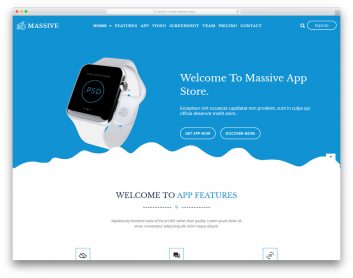 MASSIVE
HOME FEATURES APP VIDEO SCREENSHOT TEAM PRICING CONTACT
Sign Up
PSD
Welcome To Massive App
Store.
Excepteur sint occaecat cupidatat non proident, sunt in culpa qui
officia deserunt mollit anim.
GET APP NOW DISCOVER MORE
WELCOME TO APP FEATURES